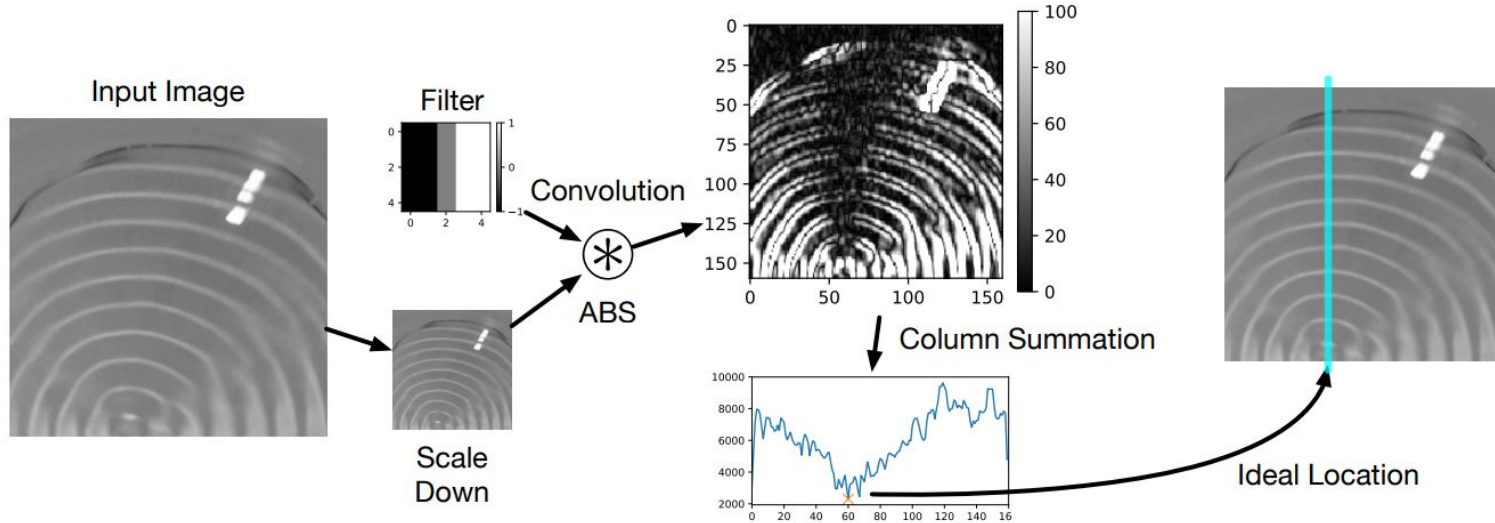 Input Image
Filter
0
2
4
0 2 4
1
0
−1
Convolution
ABS
Scale
Down
0
25
50
75
100
125
150
0 50 100 150
100
80
60
40
20
0
Column Summation
10000
8000
6000
4000
2000
0 20 40 60 80 100 120 140 16
Ideal Location